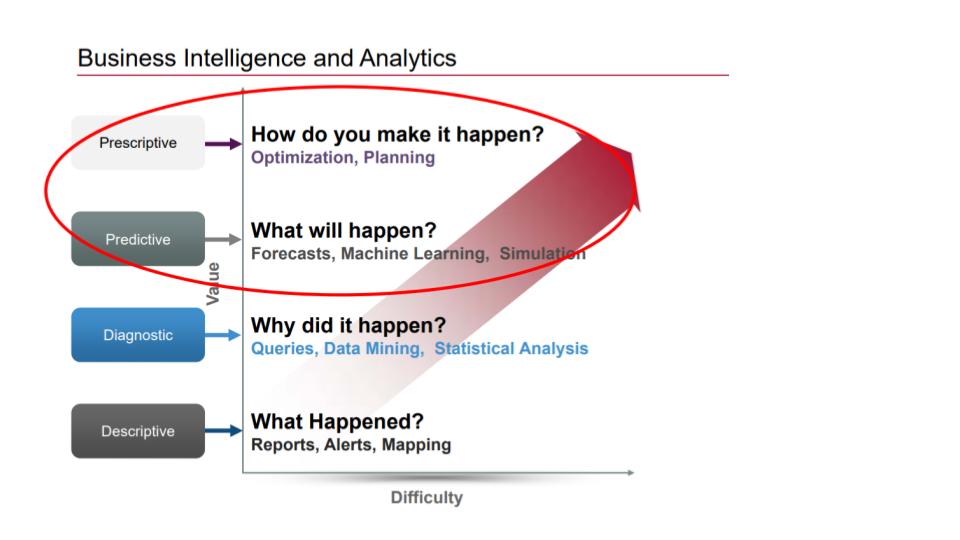 Business Intelligence and Analytics
Prescriptive
How do you make it happen?
Optimization, Planning
Predictive
What will happen?
Forecasts, Machine Learning, Simulation
Value
Diagnostic
Why did it happen?
Queries, Data Mining, Statistical Analysis
Descriptive
What Happened?
Reports, Alerts, Mapping
Difficulty